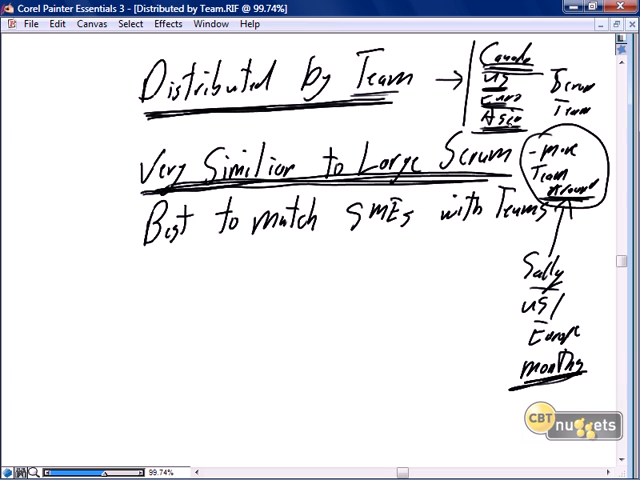 Corel Painter Essentials 3 - [Distributed by Team.RIF @ 99.74%]
File Edit Canvas Select Effects Window Help
Distributed by Team →
Canada
US
Euro
Asia
Scrum
Team
Very Similior to Large Scrum
- move
Team
Around
Best to match SMEs with Teams
Sally
US/
Europe
months
CBT nuggets
99.74%